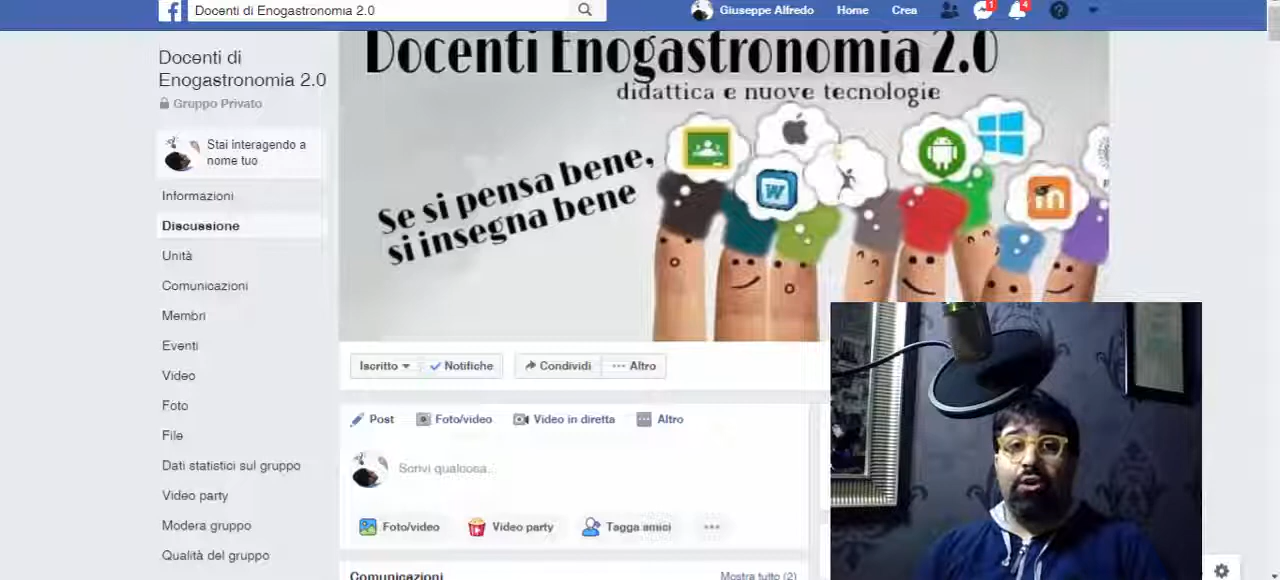 Docenti di Enogastronomia 2.0
Giuseppe Alfredo
Home
Crea
1
4
Docenti di
Enogastronomia 2.0
Gruppo Privato
Stai interagendo a
nome tuo
Informazioni
Discussione
Unità
Comunicazioni
Membri
Eventi
Video
Foto
File
Dati statistici sul gruppo
Video party
Modera gruppo
Qualità del gruppo
Docenti Enogastronomia 2.0
didattica e nuove tecnologie
Se si pensa bene,
si insegna bene
W
m
Iscritto
Notifiche
Condividi
Altro
Post
Foto/video
Video in diretta
Altro
Scrivi qualcosa...
Foto/video
Video party
Tagga amici
Comunicazioni
Mostra tutto (2)